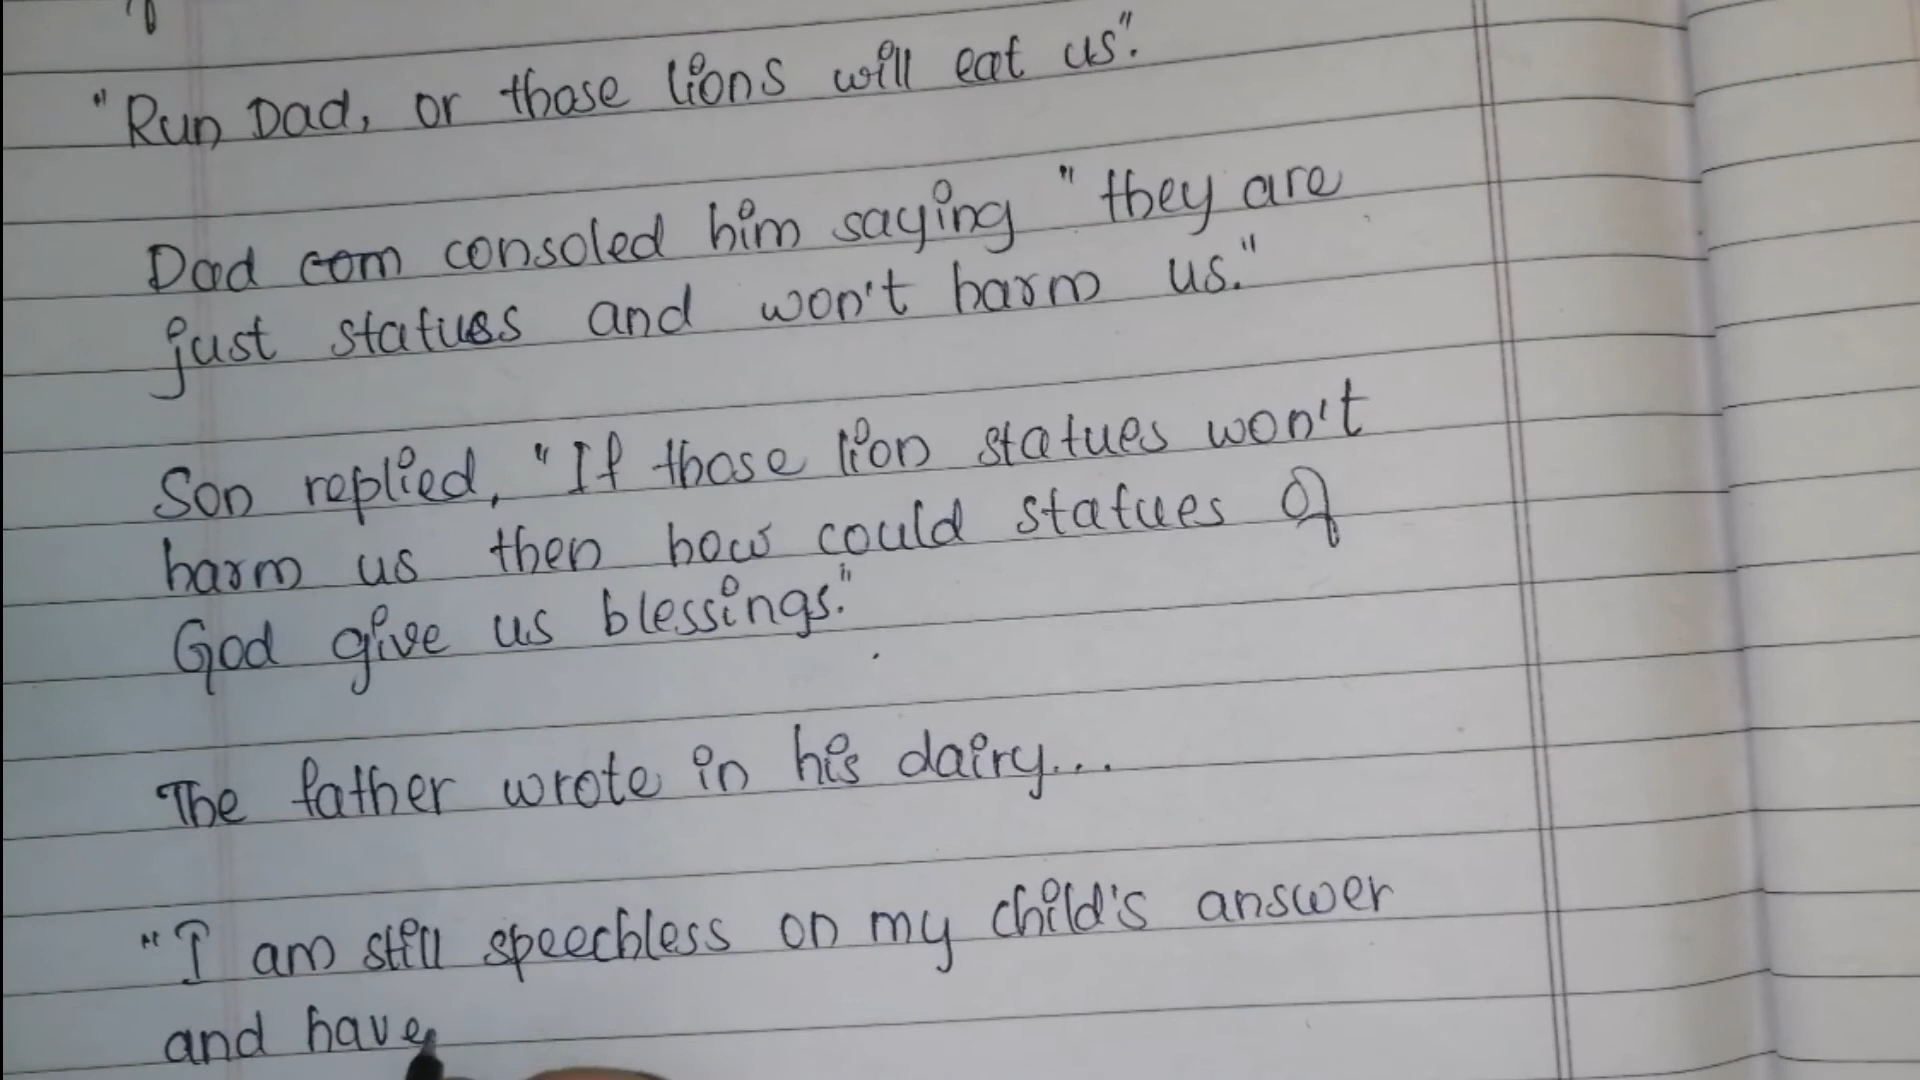 "Run Dad, or those lions will eat us".
Dad com consoled him saying "they are
just statues and won't harm us."
Son replied, "If those lion statues won't
harm us then how could statues of
God give us blessings."
The father wrote in his dairy...
"I am still speechless on my child's answer
and have